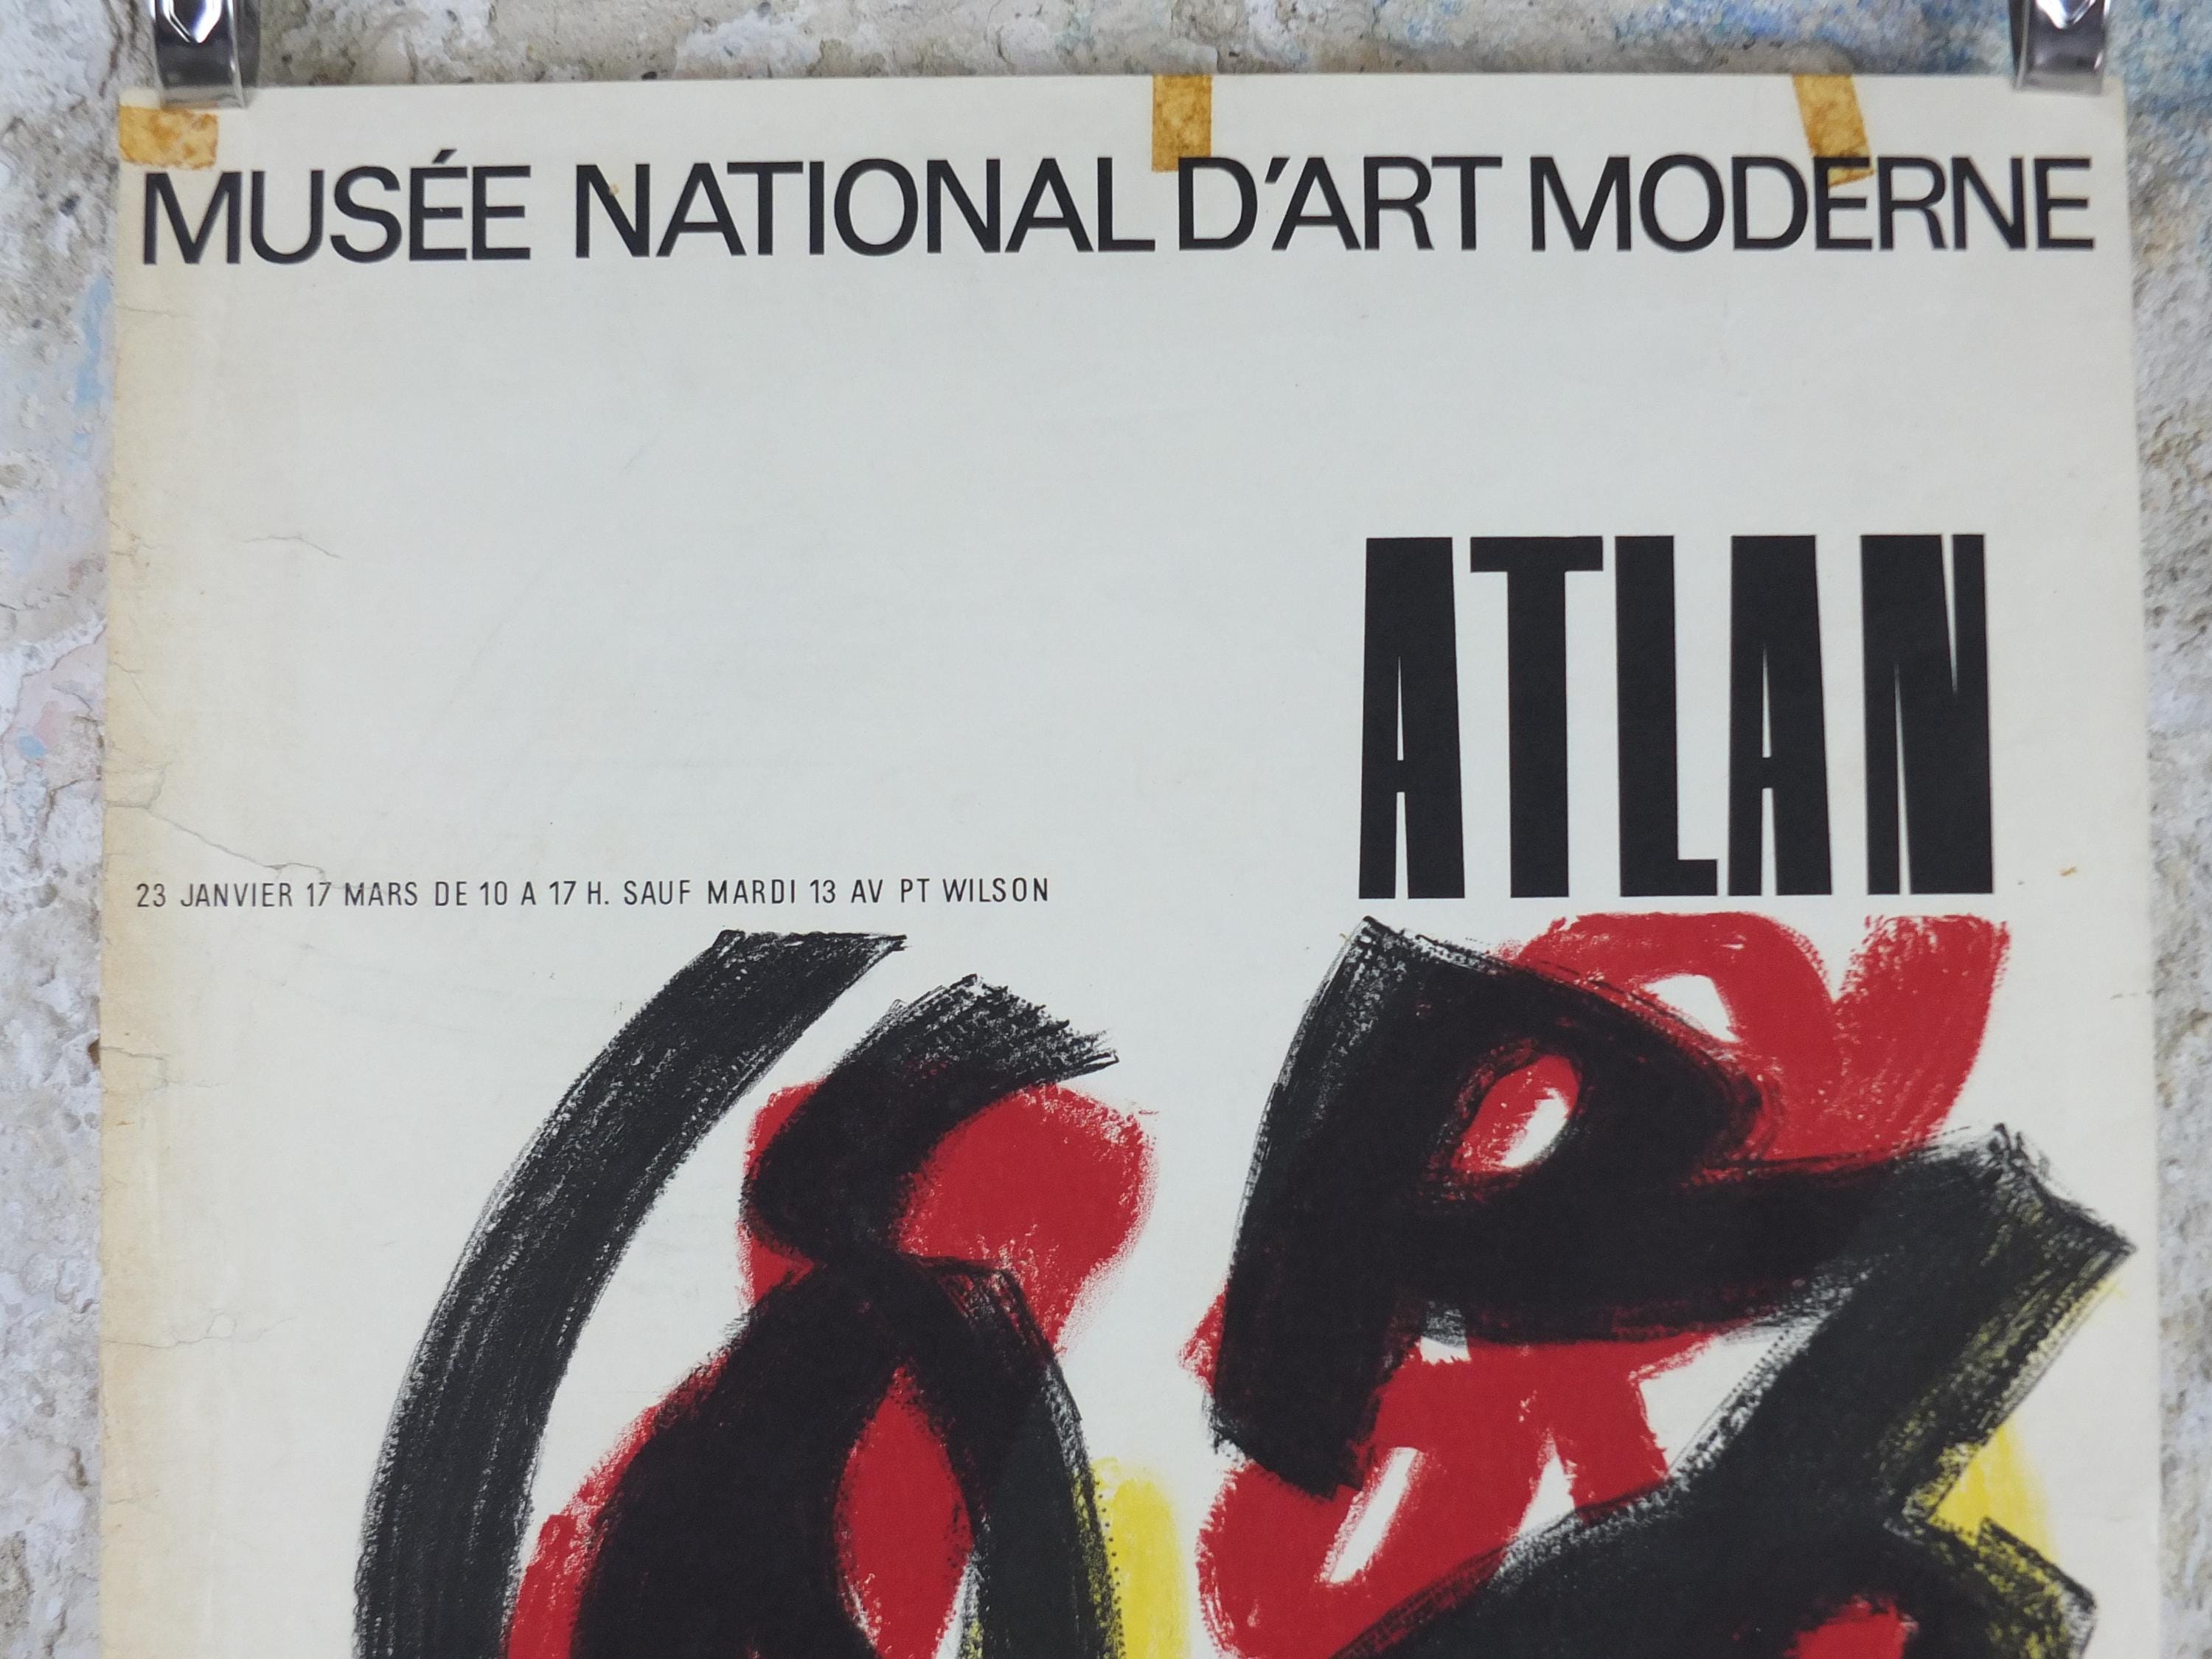 MUSÉE NATIONAL D'ART MODERNE
ATLAN
23 JANVIER 17 MARS DE 10 A 17 H. SAUF MARDI 13 AV PT WILSON